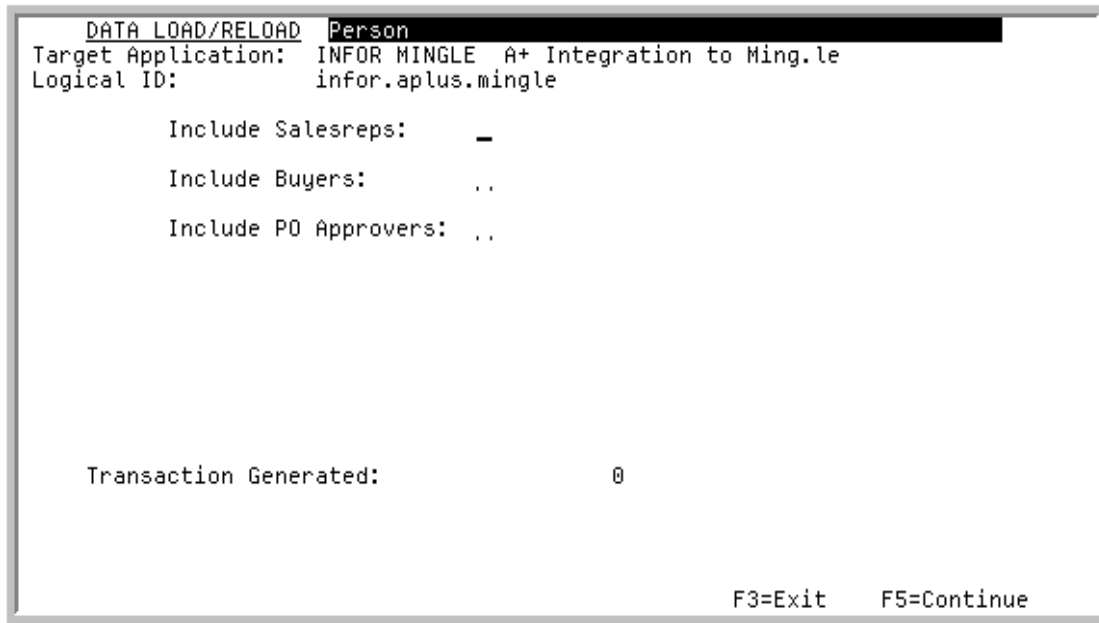 DATA LOAD/RELOAD Person
Target Application: INFOR MINGLE A+ Integration to Ming.le
Logical ID: infor.aplus.mingle
Include Salesreps:
Include Buyers:
Include PO Approvers:
Transaction Generated: 0
F3=Exit F5=Continue